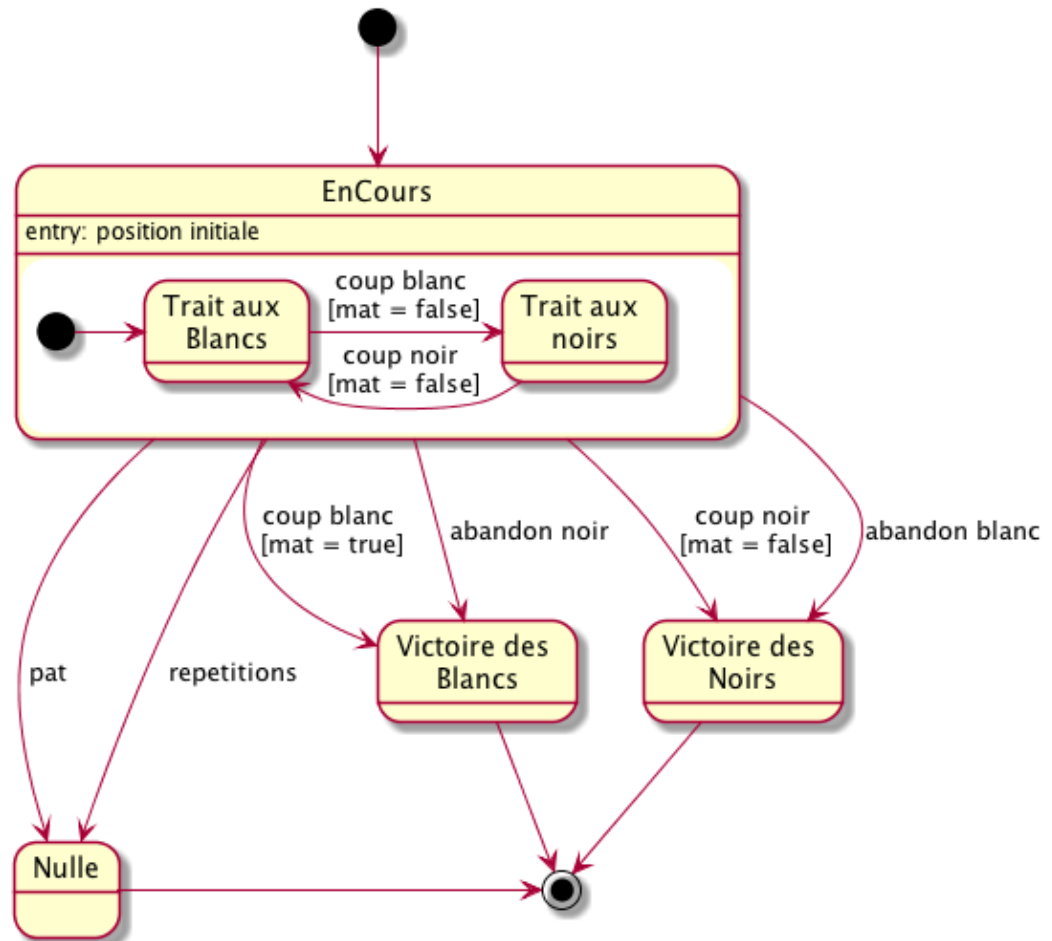 EnCours
entry: position initiale
coup blanc
[mat = false]
Trait aux
Blancs
Trait aux
noirs
coup noir
[mat = false]
coup blanc
[mat = true]
abandon noir
coup noir
[mat = false]
abandon blanc
pat
repetitions
Victoire des
Blancs
Victoire des
Noirs
Nulle